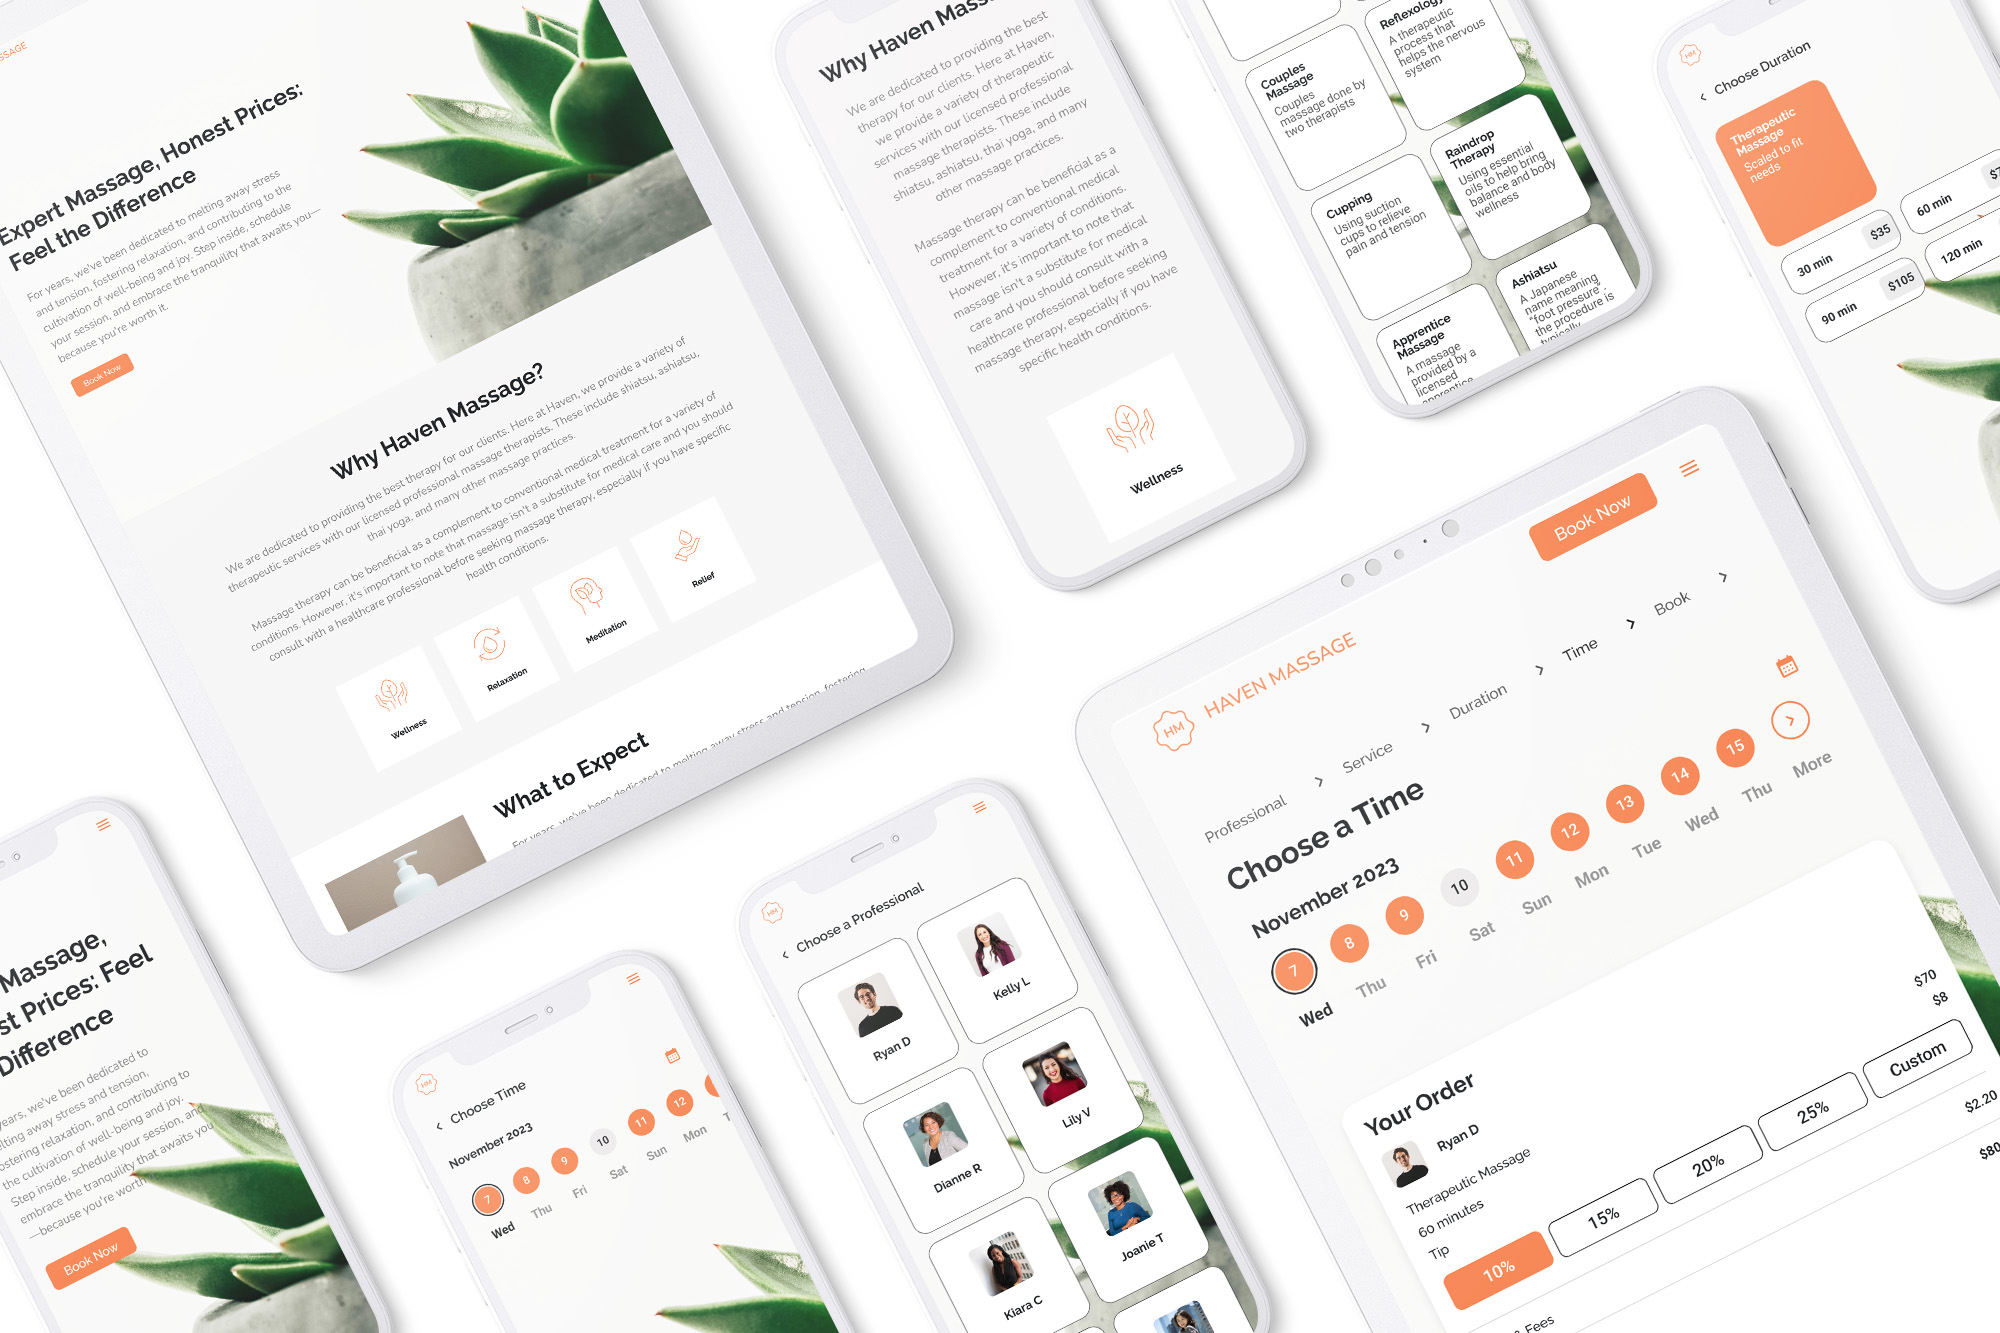 SSAGE
Expert Massage, Honest Prices:
Feel the Difference
For years, we've been dedicated to melting away stress
and tension, fostering relaxation, and contributing to the
cultivation of well-being and joy. Step inside, schedule
your session, and embrace the tranquility that awaits you—
because you're worth it.
Book Now
Why Haven Massage?
We are dedicated to providing the best therapy for our clients. Here at Haven, we provide a variety of
therapeutic services with our licensed professional massage therapists. These include shiatsu, ashiatsu,
thai yoga, and many other massage practices.
Massage therapy can be beneficial as a complement to conventional medical treatment for a variety of
conditions. However, it's important to note that massage isn't a substitute for medical care and you should
consult with a healthcare professional before seeking massage therapy, especially if you have specific
health conditions.
Wellness
Relaxation
Meditation
Relief
What to Expect
For years, we've been dedicated to melting away stress and tension, fostering
Why Haven Mass
We are dedicated to providing the best
therapy for our clients. Here at Haven,
we provide a variety of therapeutic
services with our licensed professional
massage therapists. These include
shiatsu, ashiatsu, thai yoga, and many
other massage practices.
Massage therapy can be beneficial as a
complement to conventional medical
treatment for a variety of conditions.
However, it's important to note that
massage isn't a substitute for medical
care and you should consult with a
healthcare professional before seeking
massage therapy, especially if you have
specific health conditions.
Wellness
Reflexology
A therapeutic
process that
helps the nervous
system
Couples
Massage
Couples
massage done by
two therapists
Raindrop
Therapy
Using essential
oils to help bring
balance and body
wellness
Cupping
Using suction
cups to relieve
pain and tension
Ashiatsu
A Japanese
name meaning
"foot pressure".
the procedure is
typically
Apprentice
Massage
A massage
provided by a
licensed
apprentice
HM
Choose Duration
Therapeutic
Massage
Scaled to fit
needs
30 min
$35
60 min
$7
90 min
$105
120 min
Massage,
st Prices: Feel
Difference
years, we've been dedicated to
elting away stress and tension,
ostering relaxation, and contributing to
the cultivation of well-being and joy.
Step inside, schedule your session, and
embrace the tranquility that awaits you
—because you're worth
Book Now
HM
Choose Time
November 2023
7
8
9
10
11
12
Wed
Thu
Fri
Sat
Sun
Mon
T
HM
Choose a Professional
Ryan D
Kelly L
Dianne R
Lily V
Kiara C
Joanie T
Book Now
HM
HAVEN MASSAGE
Professional
Service
Duration
Time
Book
Choose a Time
November 2023
7
8
9
10
11
12
13
14
15
Wed
Thu
Fri
Sat
Sun
Mon
Tue
Wed
Thu
More
Your Order
Ryan D
Therapeutic Massage
$70
60 minutes
$8
Tip
10%
15%
20%
25%
Custom
& Fees
$2.20
$80